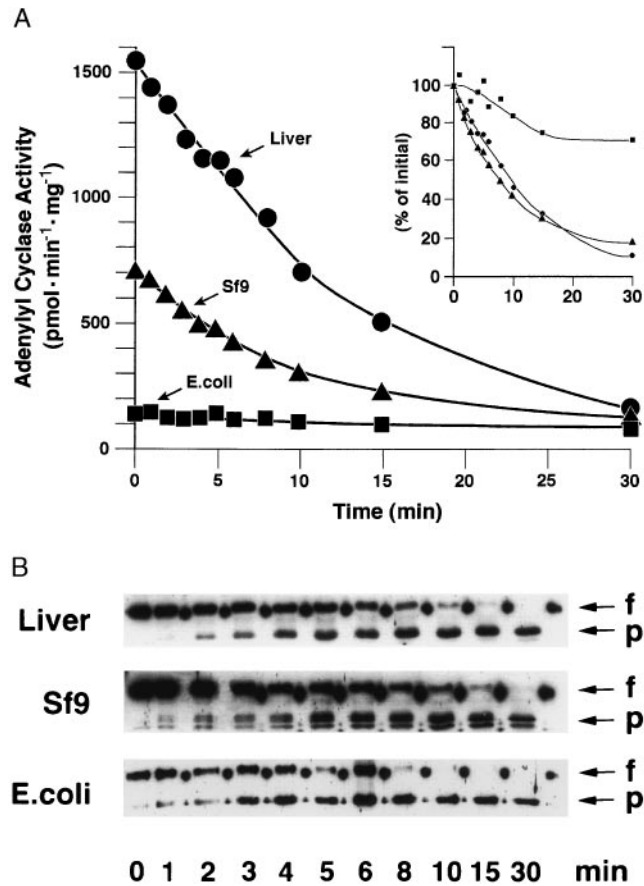 A
Adenylyl Cyclase Activity
(pmol·min⁻¹·mg⁻¹)
1500
1000
500
0
Liver
Sf9
E.coli
0 5 10 15 20 25 30
Time (min)
(% of initial)
100
80
60
40
20
0
0 10 20 30
B
Liver
f
p
Sf9
f
p
E.coli
f
p
0 1 2 3 4 5 6 8 10 15 30 min